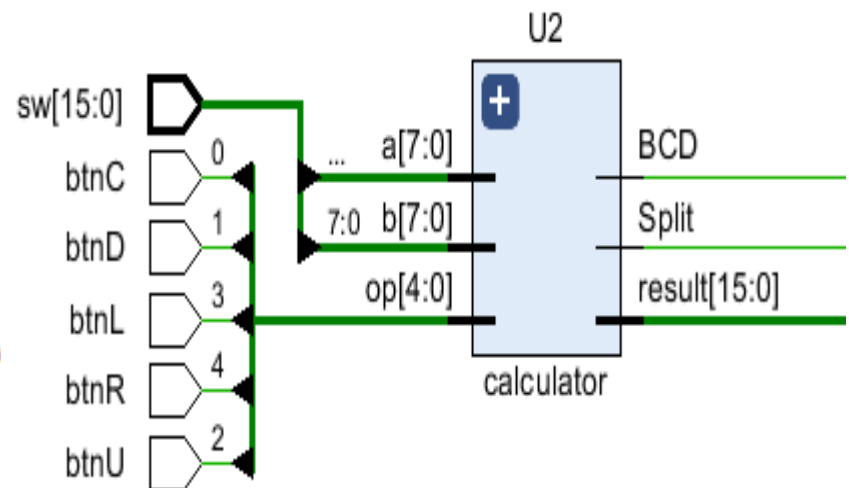 U2
sw[15:0]
+
0 ... a[7:0] BCD
btnC
1 7:0 b[7:0] Split
btnD
3 op[4:0] result[15:0]
btnL
4 calculator
btnR
2
btnU